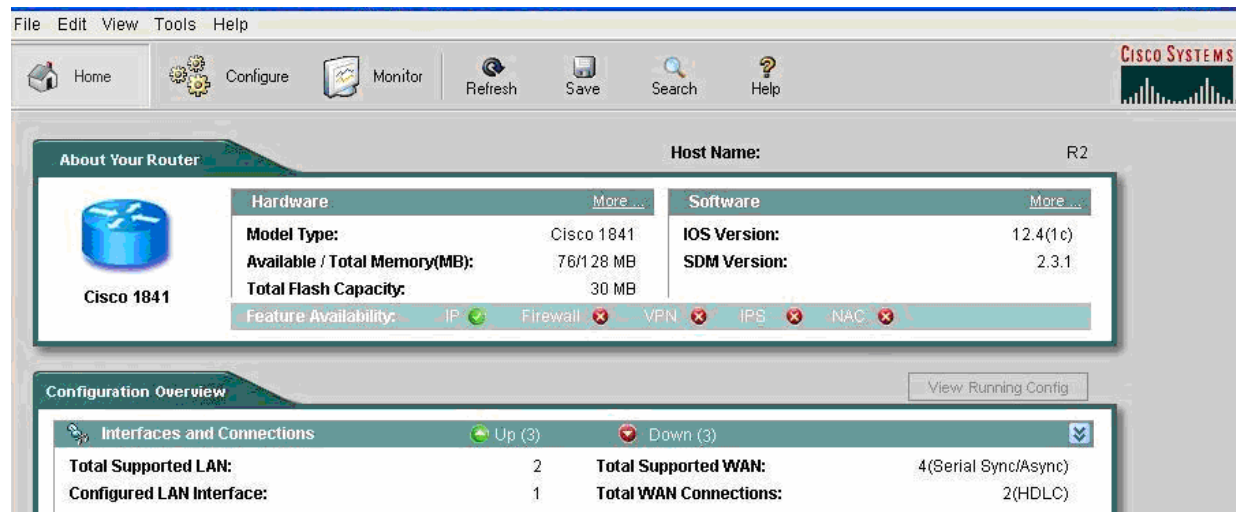 File Edit View Tools Help
Home Configure Monitor Refresh Save Search Help
CISCO SYSTEMS
About Your Router
Host Name: R2
Cisco 1841
Hardware More ...
Model Type: Cisco 1841
Available / Total Memory(MB): 76/128 MB
Total Flash Capacity: 30 MB
Software More ...
IOS Version: 12.4(1c)
SDM Version: 2.3.1
Feature Availability: IP Firewall VPN IPS NAC
Configuration Overview
View Running Config
Interfaces and Connections Up (3) Down (3)
Total Supported LAN: 2 Total Supported WAN: 4(Serial Sync/Async)
Configured LAN Interface: 1 Total WAN Connections: 2(HDLC)